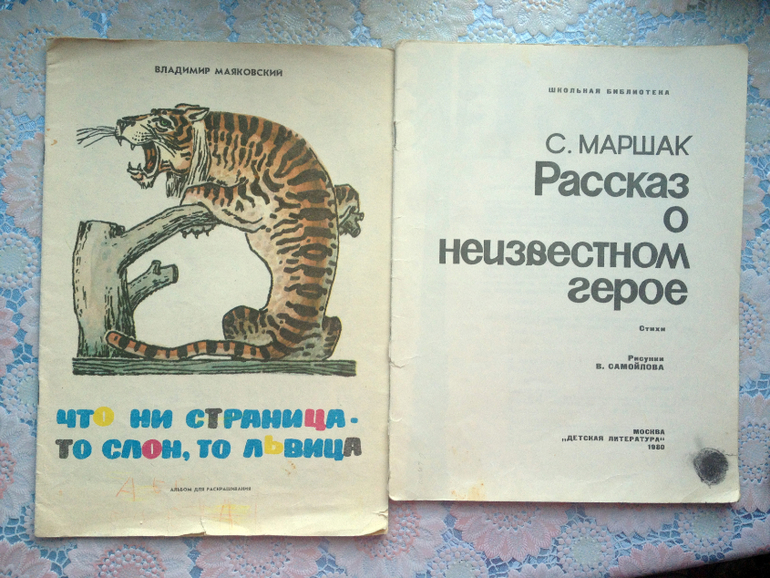 ВЛАДИМИР МАЯКОВСКИЙ
ЧТО НИ СТРАНИЦА-
ТО СЛОН, ТО ЛЬВИЦА
АЛЬБОМ ДЛЯ РАСКРАШИВАНИЯ
ШКОЛЬНАЯ БИБЛИОТЕКА
С. МАРШАК
Рассказ
о
неизвестном
герое
Стихи
Рисунки
В. САМОЙЛОВА
МОСКВА
„ДЕТСКАЯ ЛИТЕРАТУРА"
1980